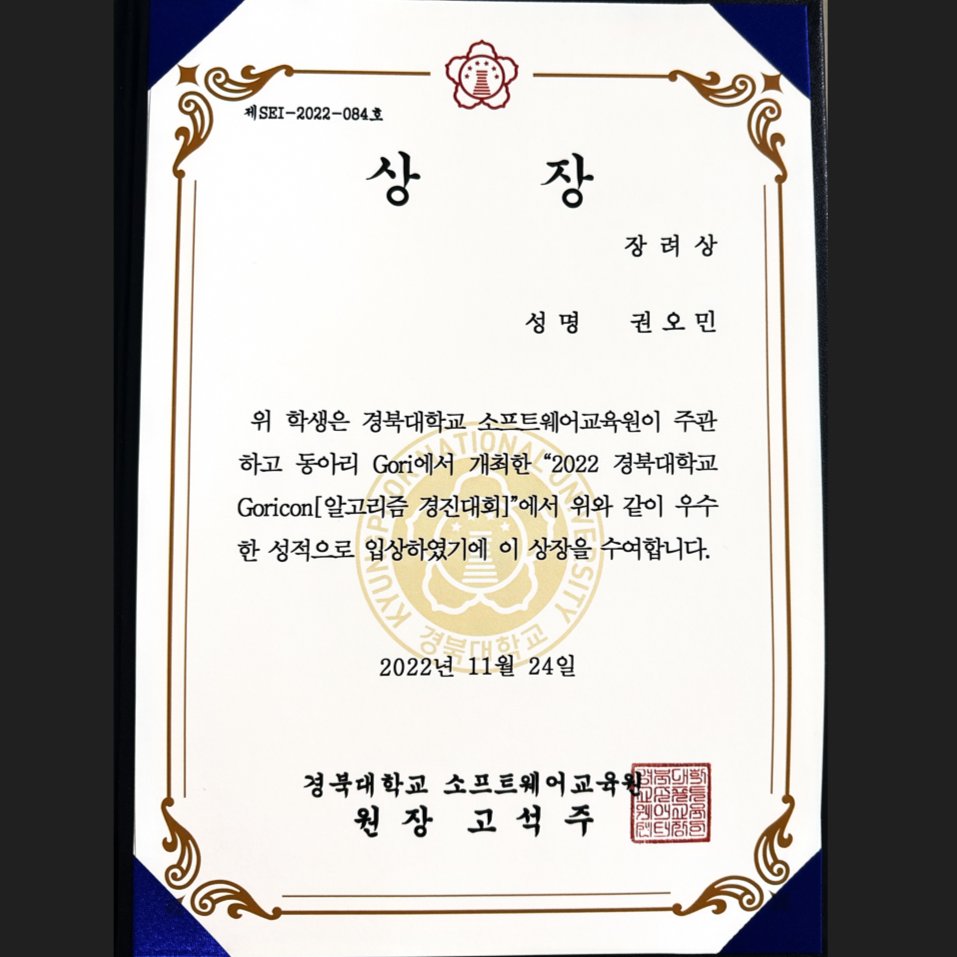 제SEI-2022-084호
상 장
장 려 상
성 명 권 오 민
위 학생은 경북대학교 소프트웨어교육원이 주관
하고 동아리 Gori에서 개최한 “2022 경북대학교
Goricon[알고리즘 경진대회]”에서 위와 같이 우수
한 성적으로 입상하였기에 이 상장을 수여합니다.
KYUNGPOOK NATIONAL UNIVERSITY
경북대학교
2022년 11월 24일
경북대학교 소프트웨어교육원
원 장 고 석 주